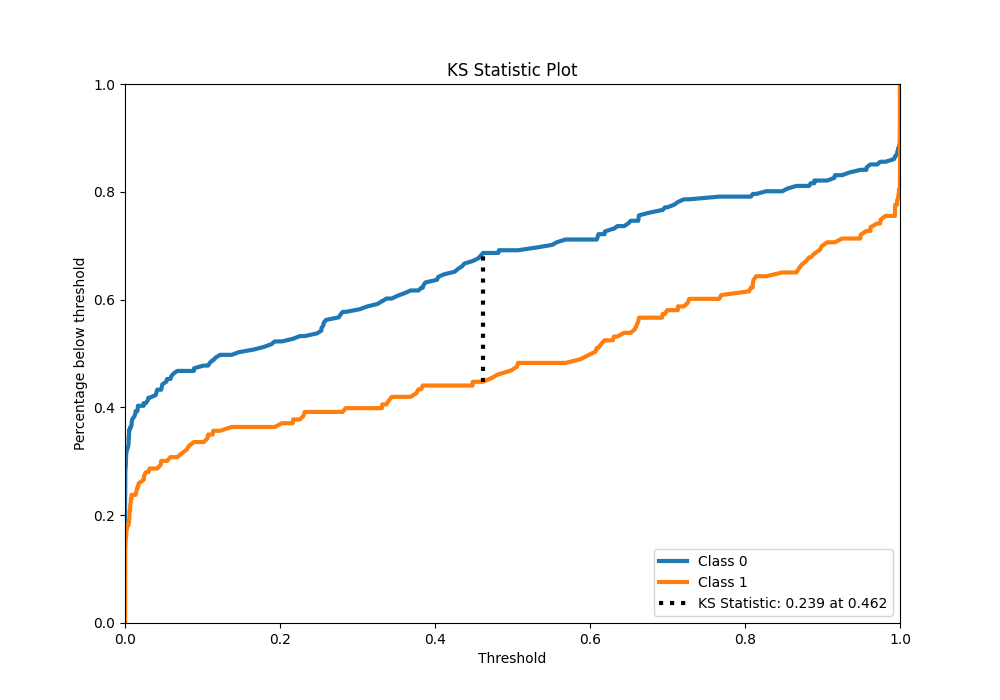 KS Statistic Plot
1.0
0.8
0.6
0.4
0.2
0.0
Percentage below threshold
0.0 0.2 0.4 0.6 0.8 1.0
Threshold
Class 0
Class 1
KS Statistic: 0.239 at 0.462